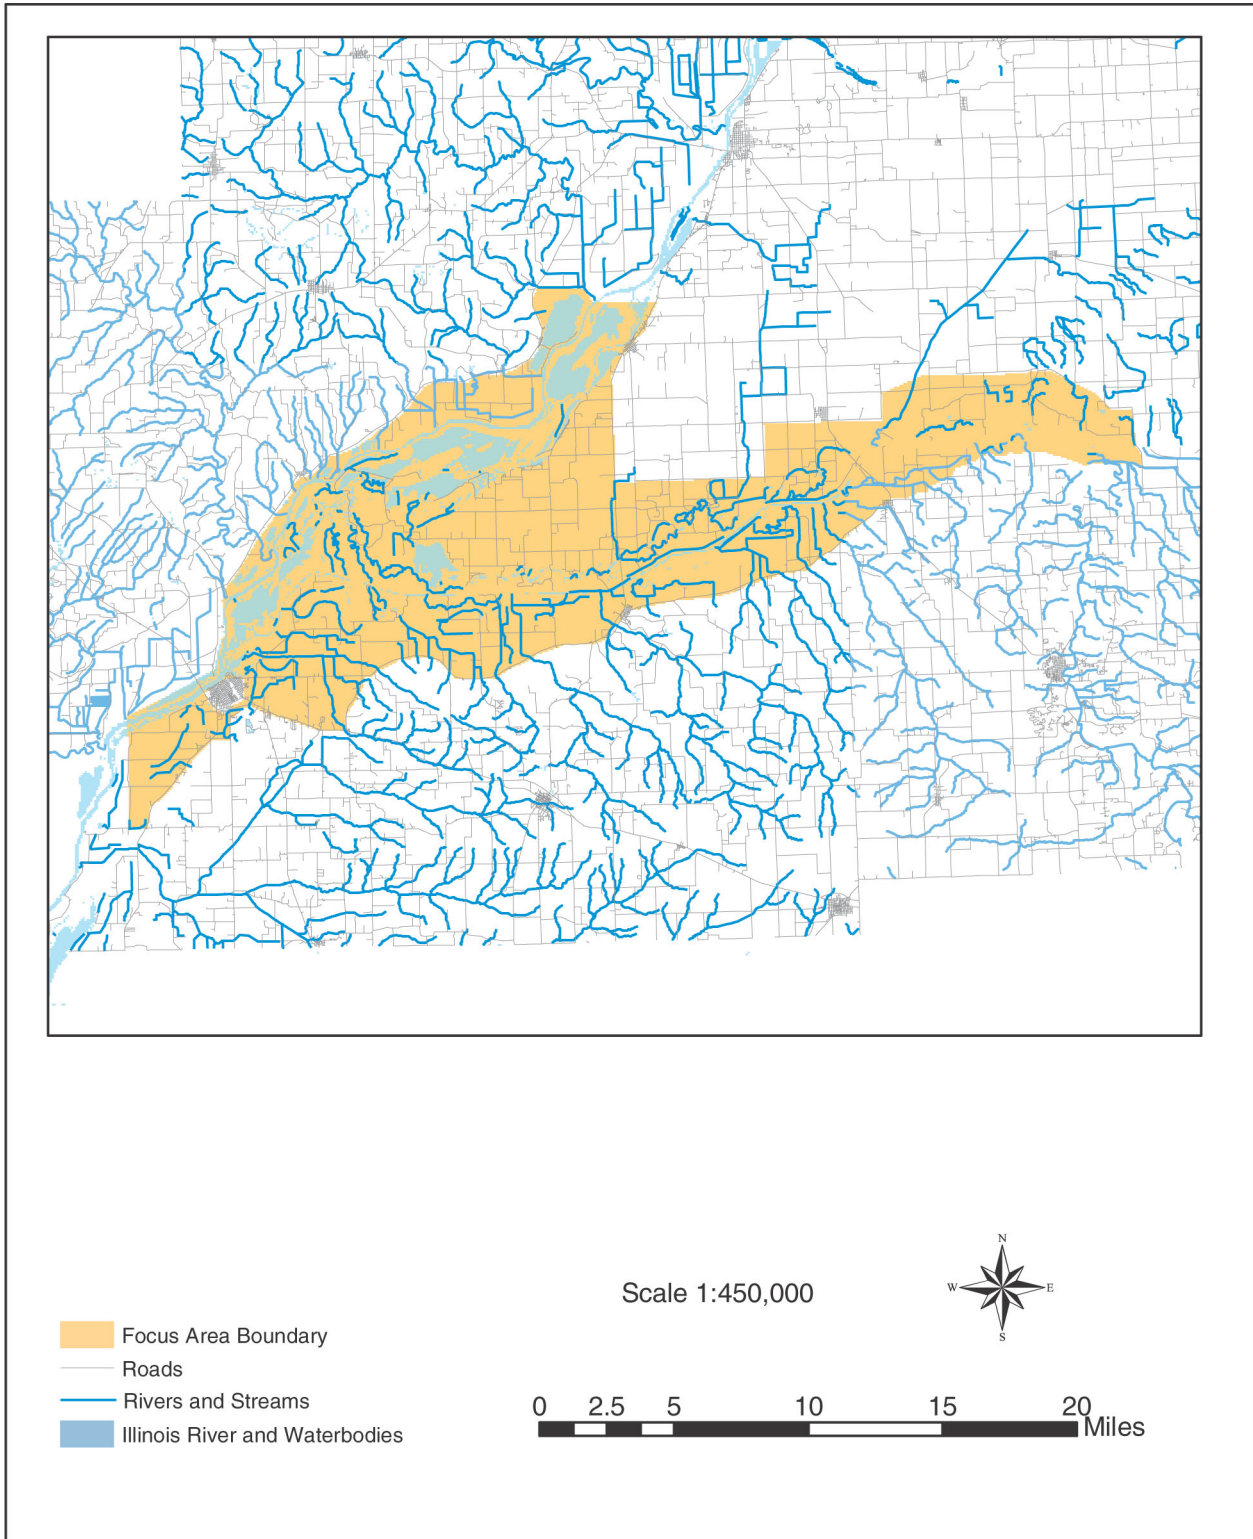 Scale 1:450,000
N
W E
S
Focus Area Boundary
Roads
Rivers and Streams
Illinois River and Waterbodies
0 2.5 5 10 15 20
Miles